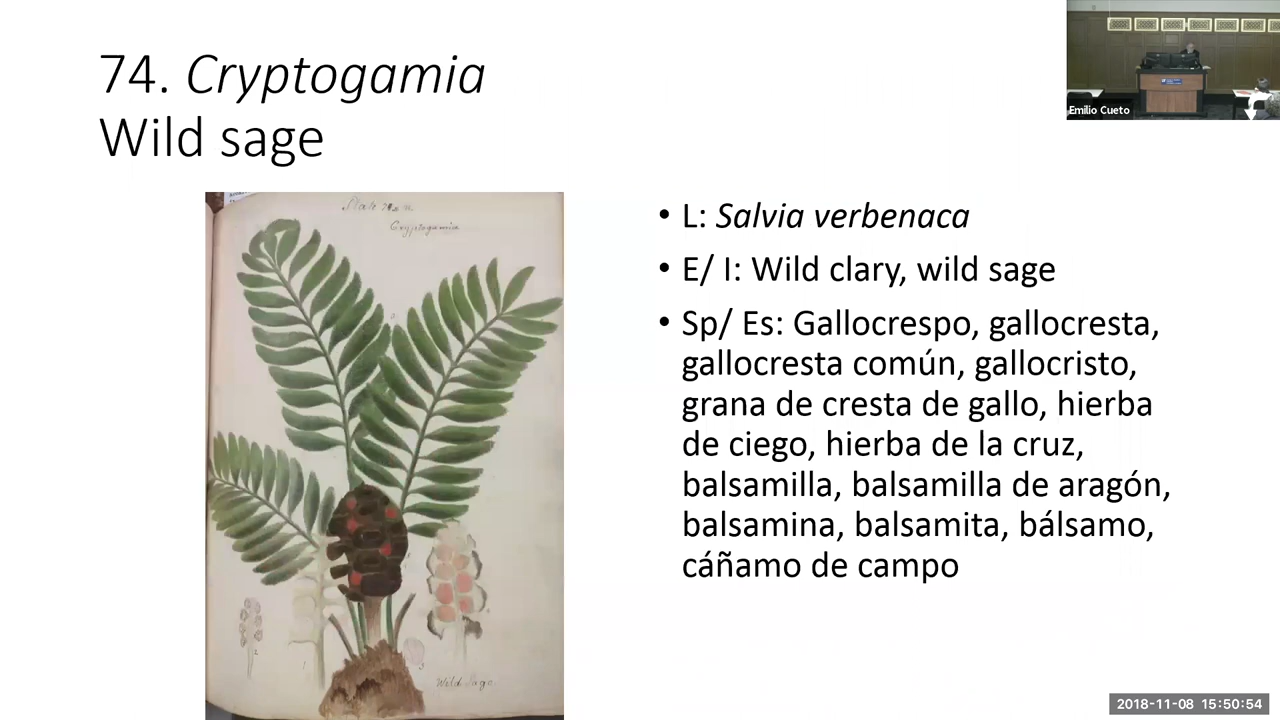 74. Cryptogamia
Wild sage
Cryptogamia
Wild Sage
• L: Salvia verbenaca
• E/ I: Wild clary, wild sage
• Sp/ Es: Gallocrespo, gallocresta,
gallocresta común, gallocristo,
grana de cresta de gallo, hierba
de ciego, hierba de la cruz,
balsamilla, balsamilla de aragón,
balsamina, balsamita, bálsamo,
cáñamo de campo
Emilio Cueto
2018-11-08 15:50:54